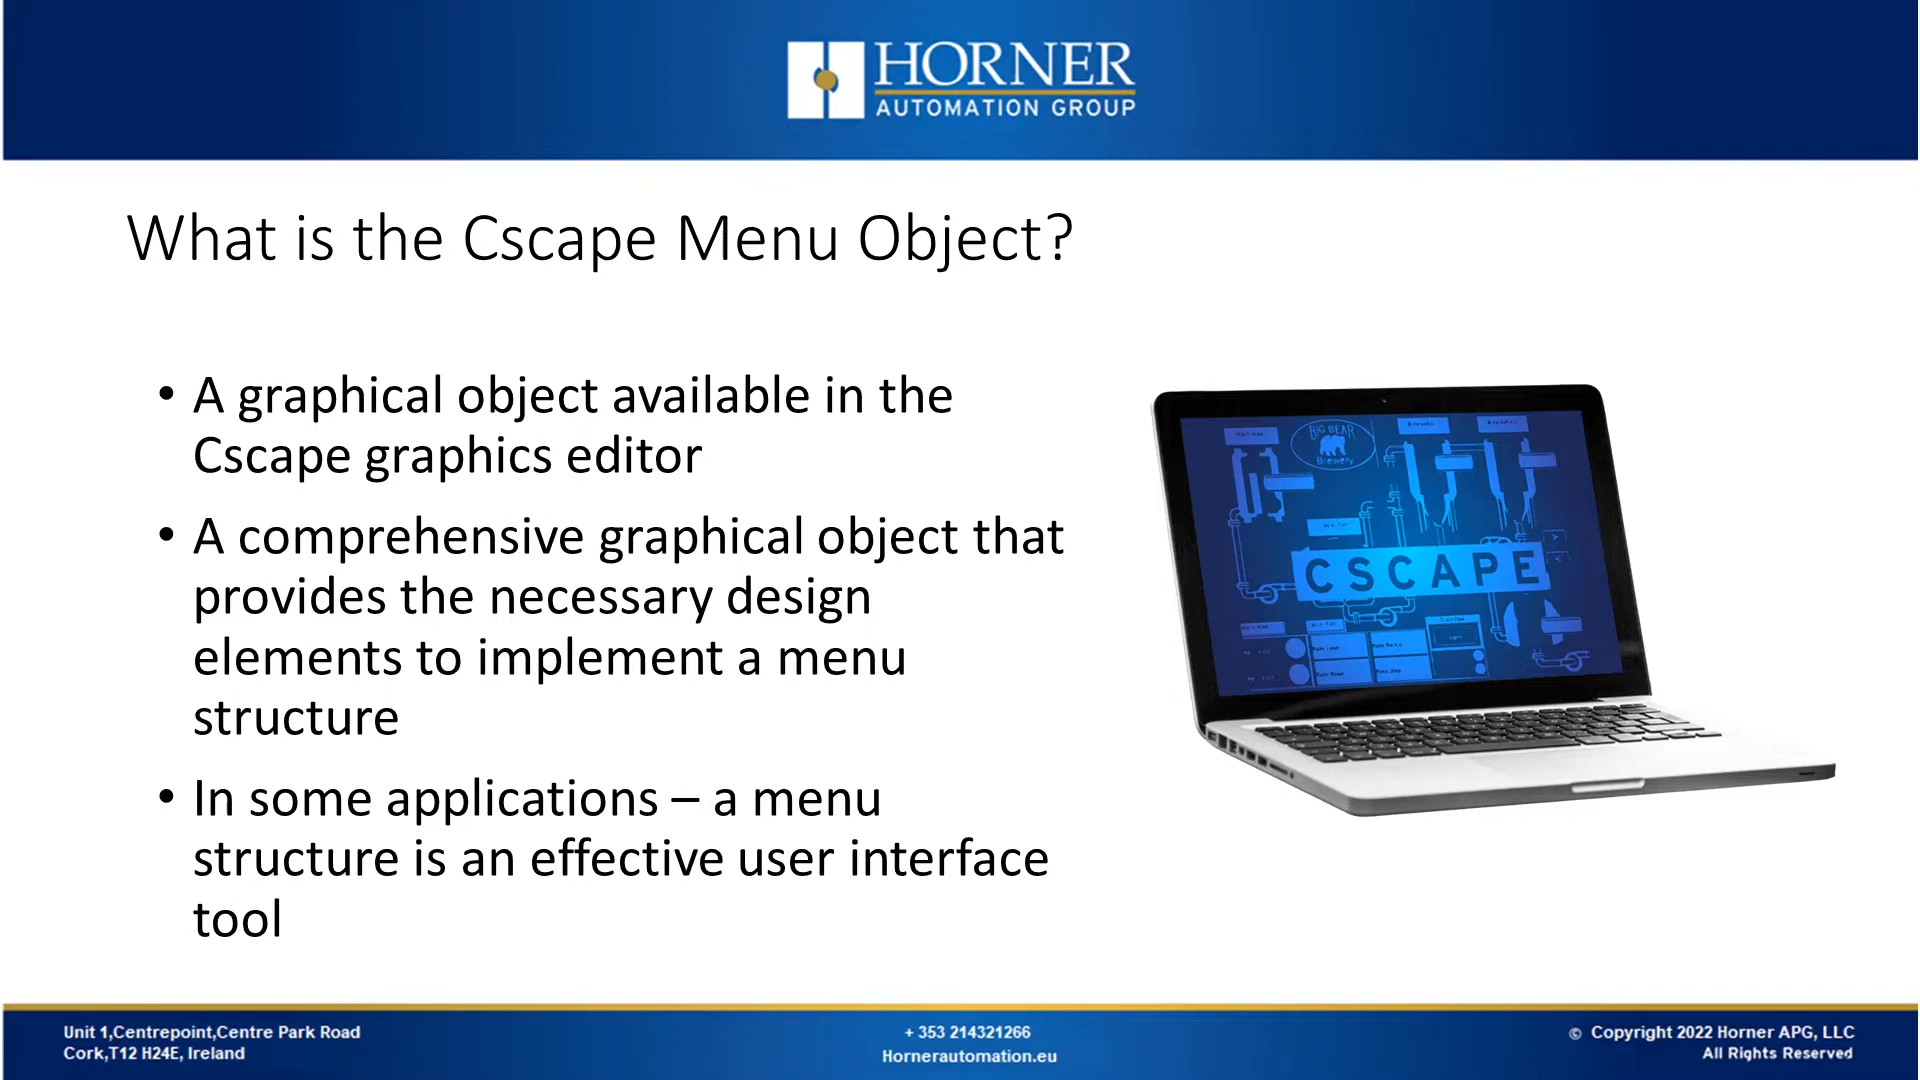 HORNER
AUTOMATION GROUP
What is the Cscape Menu Object?
• A graphical object available in the
Cscape graphics editor
• A comprehensive graphical object that
provides the necessary design
elements to implement a menu
structure
• In some applications – a menu
structure is an effective user interface
tool
BIG BEAR
Brewery
CSCAPE
Unit 1,Centrepoint,Centre Park Road
Cork,T12 H24E, Ireland
+ 353 214321266
Hornerautomation.eu
© Copyright 2022 Horner APG, LLC
All Rights Reserved